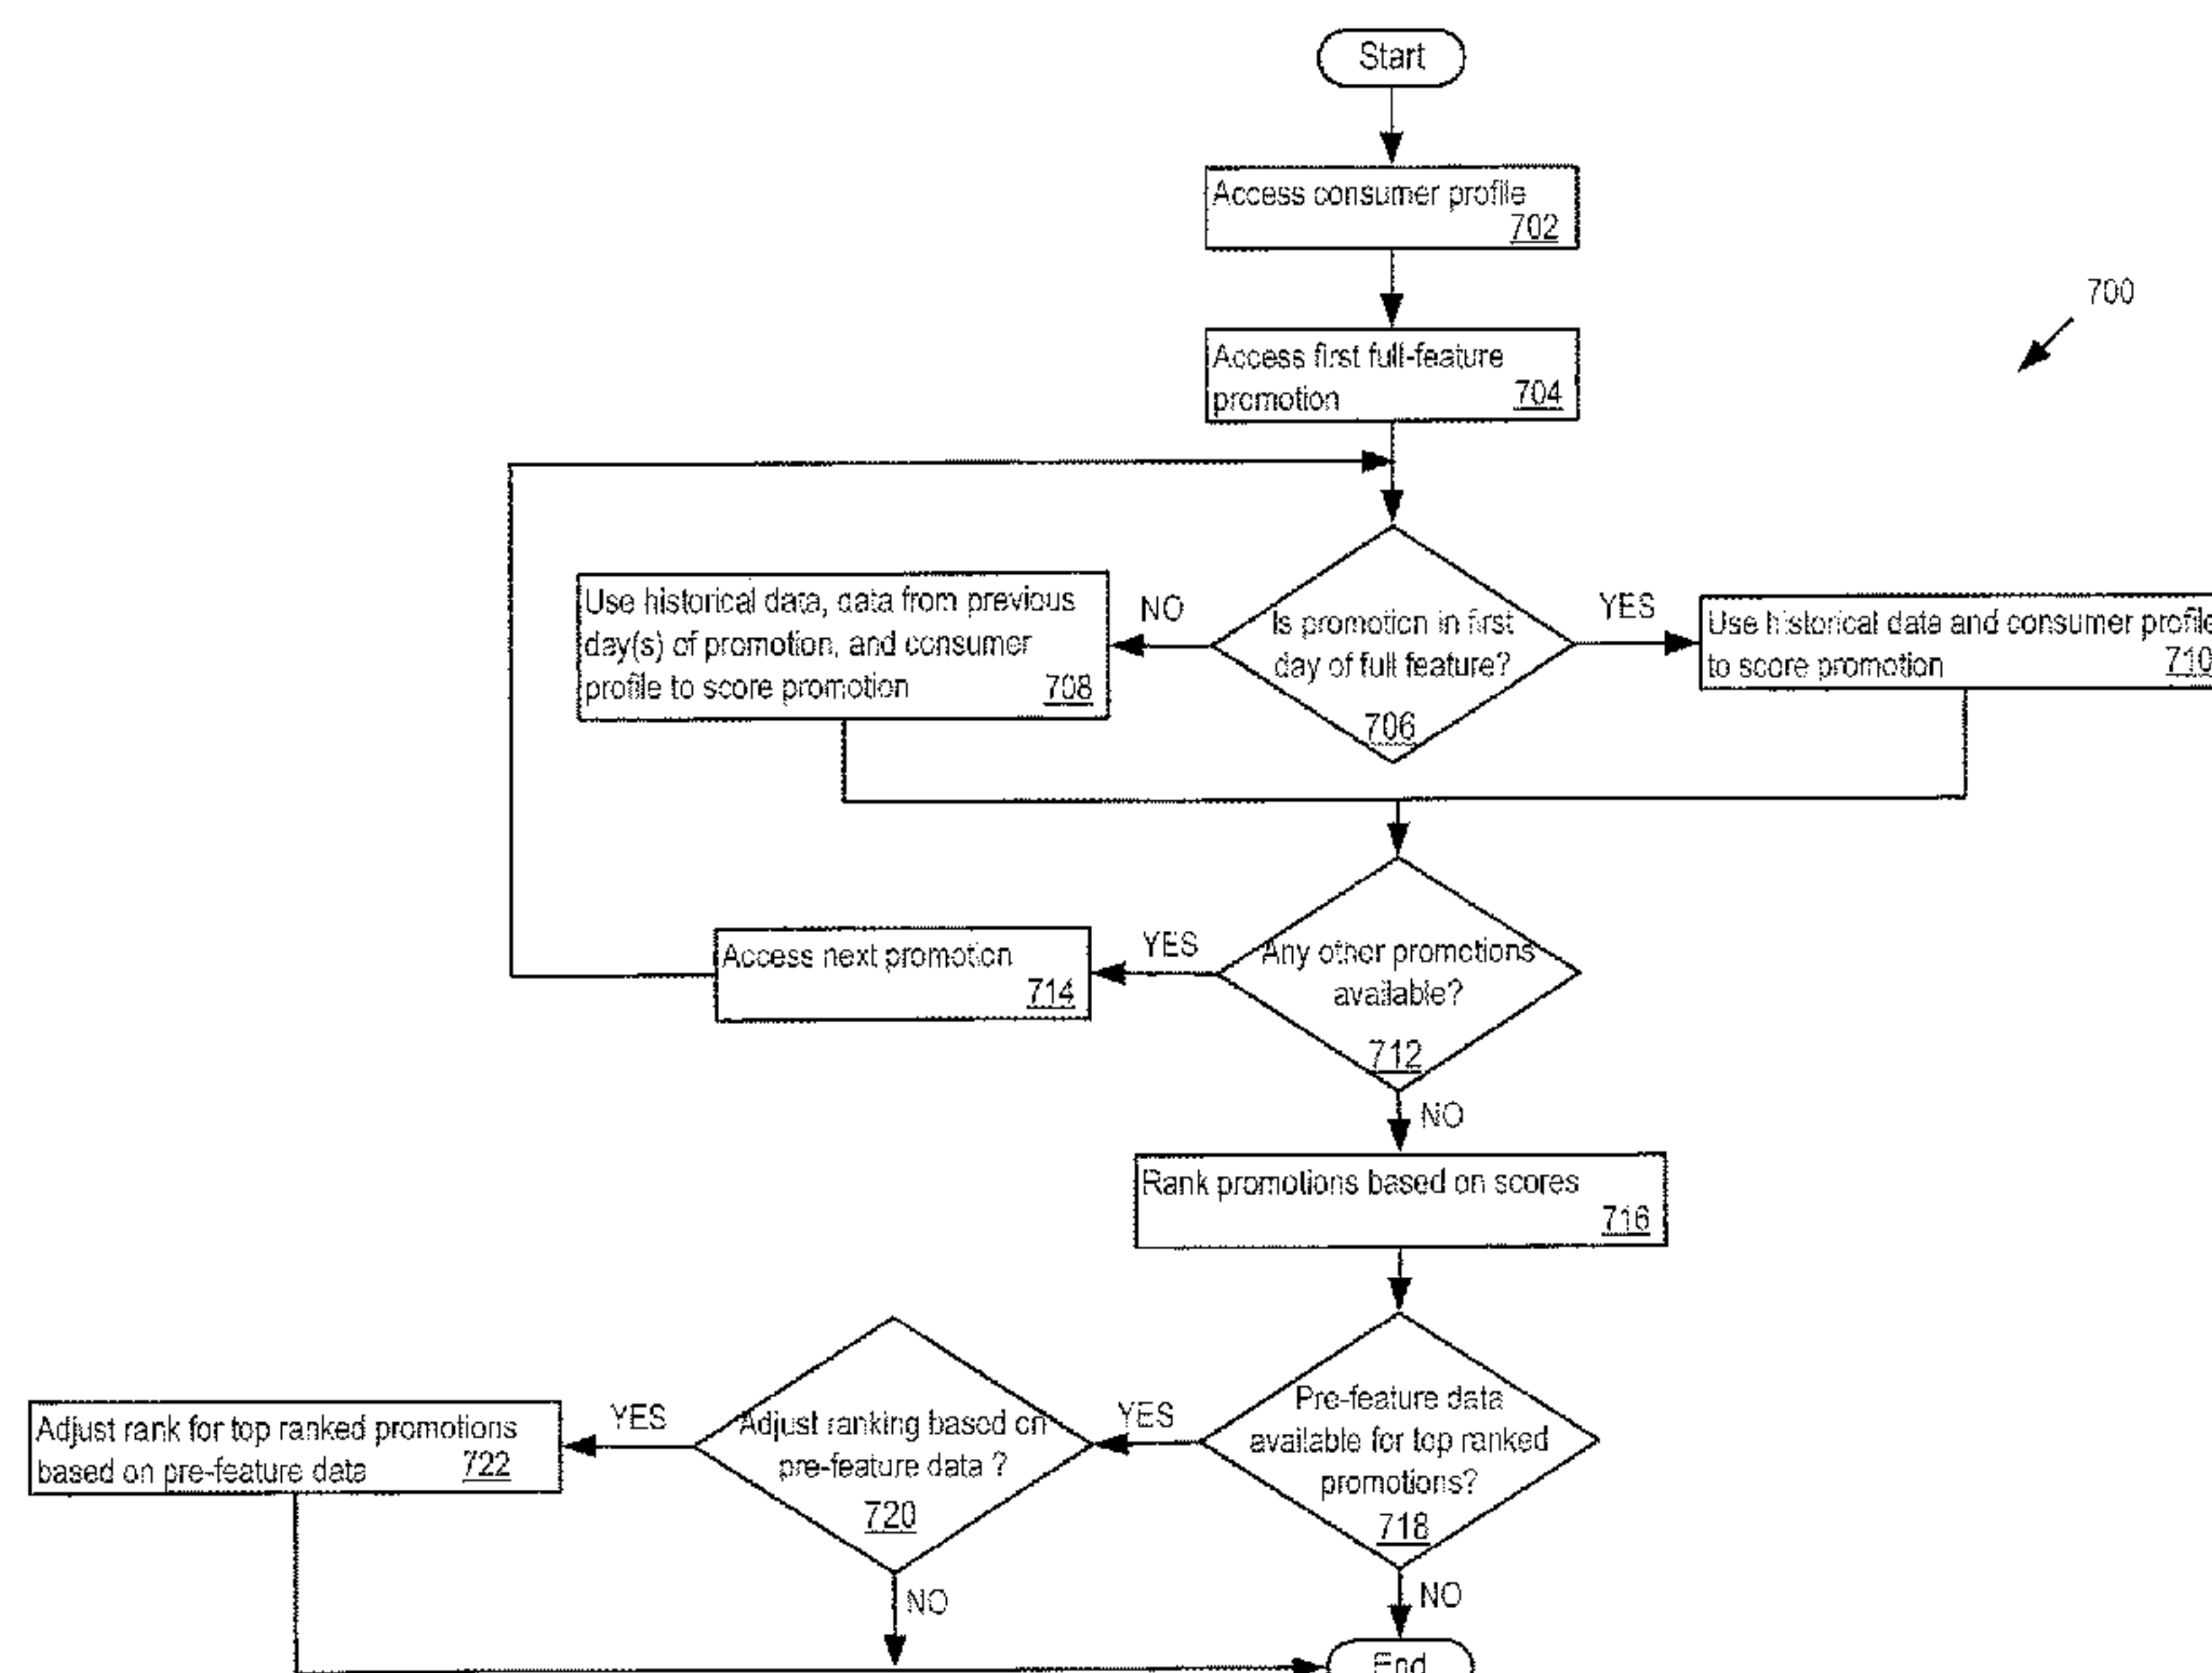 Start
Access consumer profile
702
700
Access first full-feature
promotion 704
Use historical data, data from previous
day(s) of promotion, and consumer
profile to score promotion 708
NO
Is promotion in first
day of full feature?
706
YES
Use historical data and consumer profile
to score promotion 710
Access next promotion
714
YES
Any other promotions
available?
712
NO
Rank promotions based on scores
716
Adjust rank for top ranked promotions
based on pre-feature data 722
YES
Adjust ranking based on
pre-feature data ?
720
YES
Pre-feature data
available for top ranked
promotions?
718
NO
NO
End